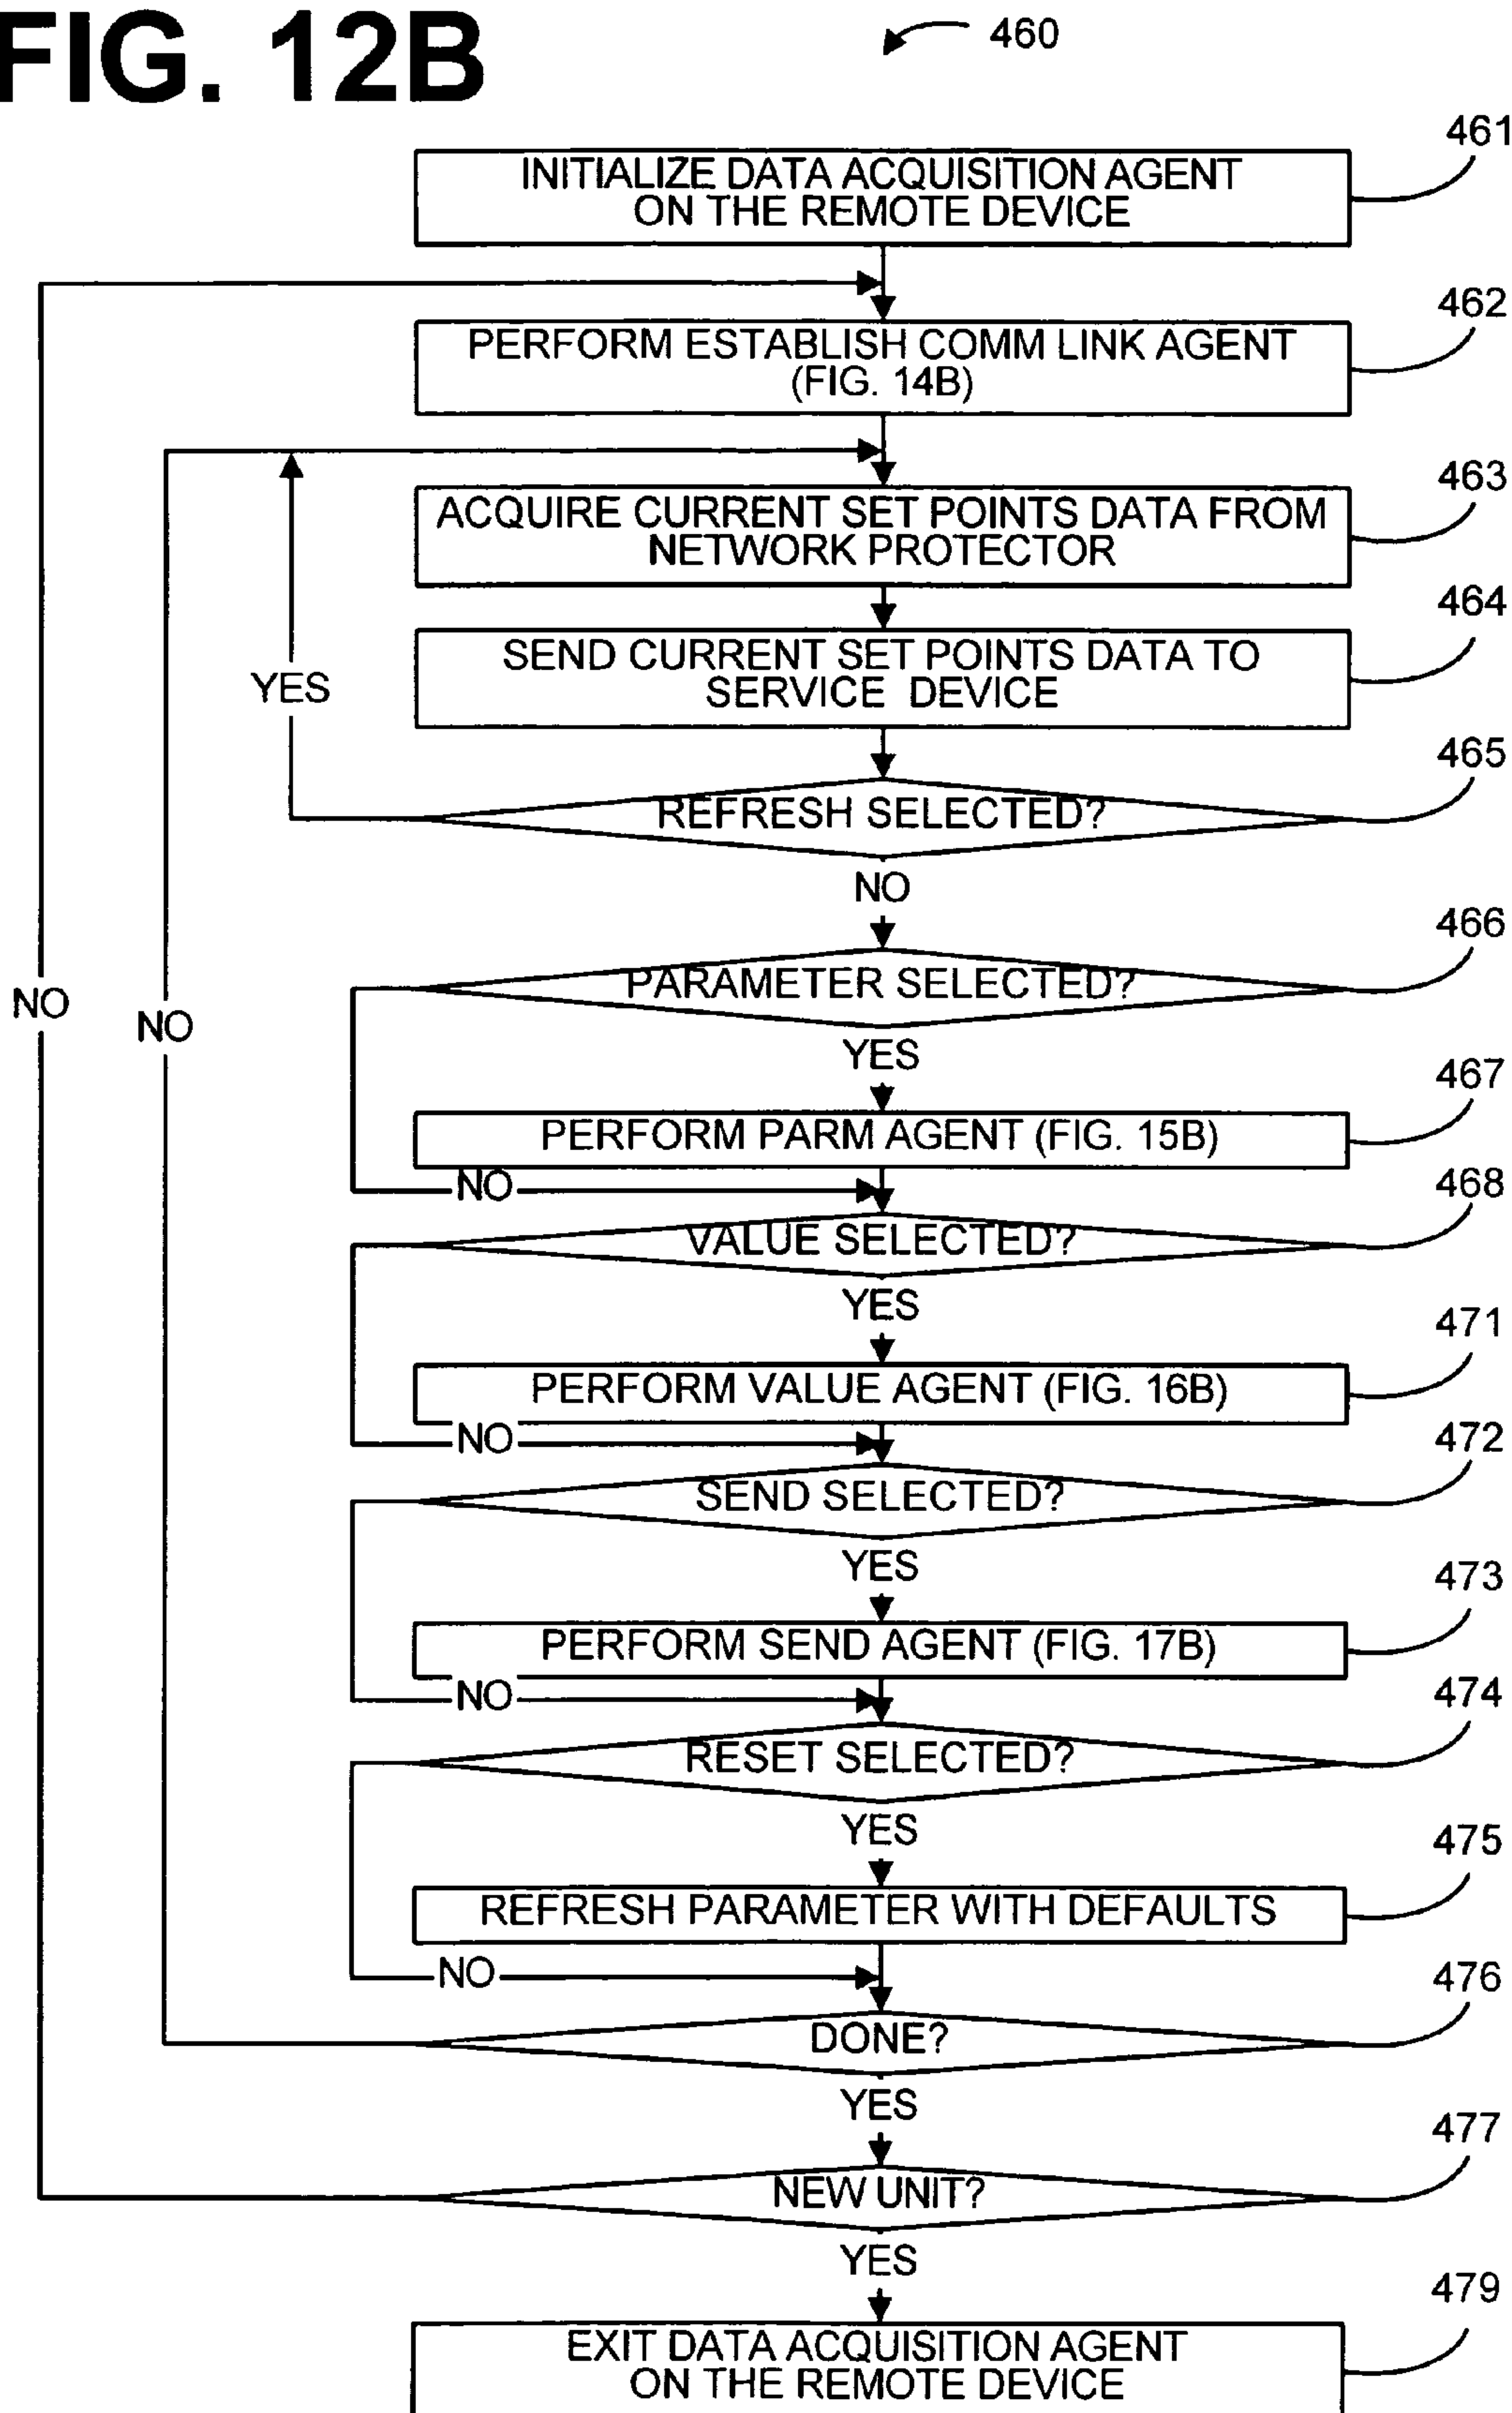 FIG. 12B
460
461
INITIALIZE DATA ACQUISITION AGENT
ON THE REMOTE DEVICE
462
PERFORM ESTABLISH COMM LINK AGENT
(FIG. 14B)
463
ACQUIRE CURRENT SET POINTS DATA FROM
NETWORK PROTECTOR
464
SEND CURRENT SET POINTS DATA TO
SERVICE DEVICE
YES
465
REFRESH SELECTED?
NO
466
PARAMETER SELECTED?
NO
NO
YES
467
PERFORM PARM AGENT (FIG. 15B)
NO
468
VALUE SELECTED?
YES
471
PERFORM VALUE AGENT (FIG. 16B)
NO
472
SEND SELECTED?
YES
473
PERFORM SEND AGENT (FIG. 17B)
NO
474
RESET SELECTED?
YES
475
REFRESH PARAMETER WITH DEFAULTS
NO
476
DONE?
YES
477
NEW UNIT?
YES
479
EXIT DATA ACQUISITION AGENT
ON THE REMOTE DEVICE